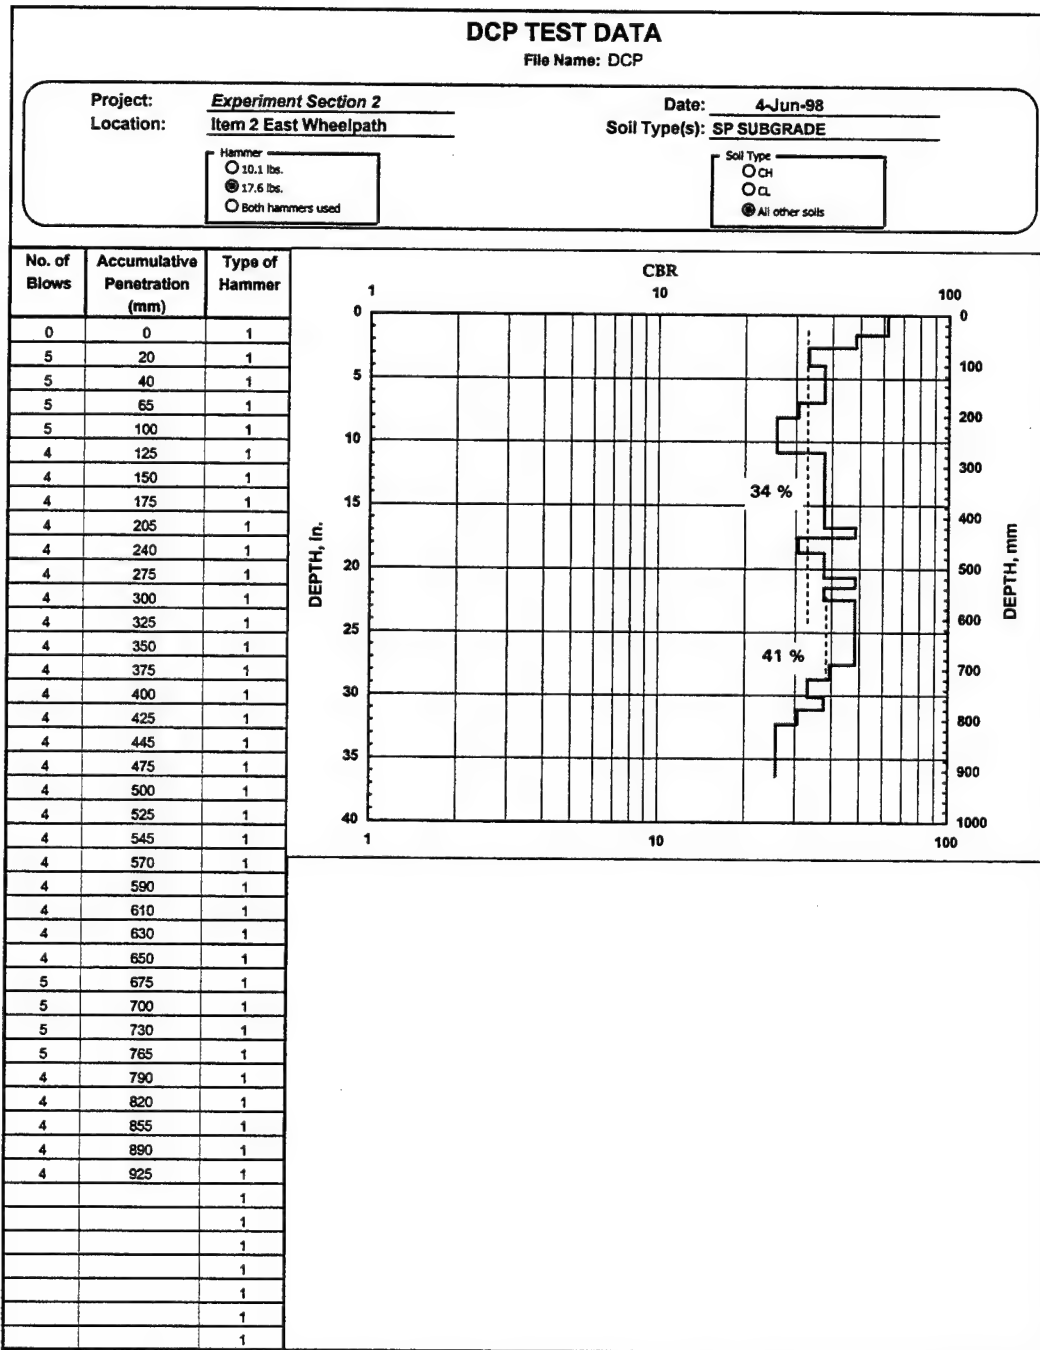 DCP TEST DATA
File Name: DCP
Project: Experiment Section 2
Date: 4-Jun-98
Location: Item 2 East Wheelpath
Soil Type(s): SP SUBGRADE
Hammer
10.1 lbs.
17.6 lbs.
Both hammers used
Soil Type
CH
CL
All other soils
No. of Blows Accumulative Penetration (mm) Type of Hammer
0 0 1
5 20 1
5 40 1
5 65 1
5 100 1
4 125 1
4 150 1
4 175 1
4 205 1
4 240 1
4 275 1
4 300 1
4 325 1
4 350 1
4 375 1
4 400 1
4 425 1
4 445 1
4 475 1
4 500 1
4 525 1
4 545 1
4 570 1
4 590 1
4 610 1
4 630 1
4 650 1
5 675 1
5 700 1
5 730 1
5 765 1
4 790 1
4 820 1
4 855 1
4 890 1
4 925 1
1
1
1
1
1
1
1
CBR
1 10 100
0
5
10
15
20
25
30
35
40
DEPTH, in.
34 %
41 %
0
100
200
300
400
500
600
700
800
900
1000
DEPTH, mm
1 10 100